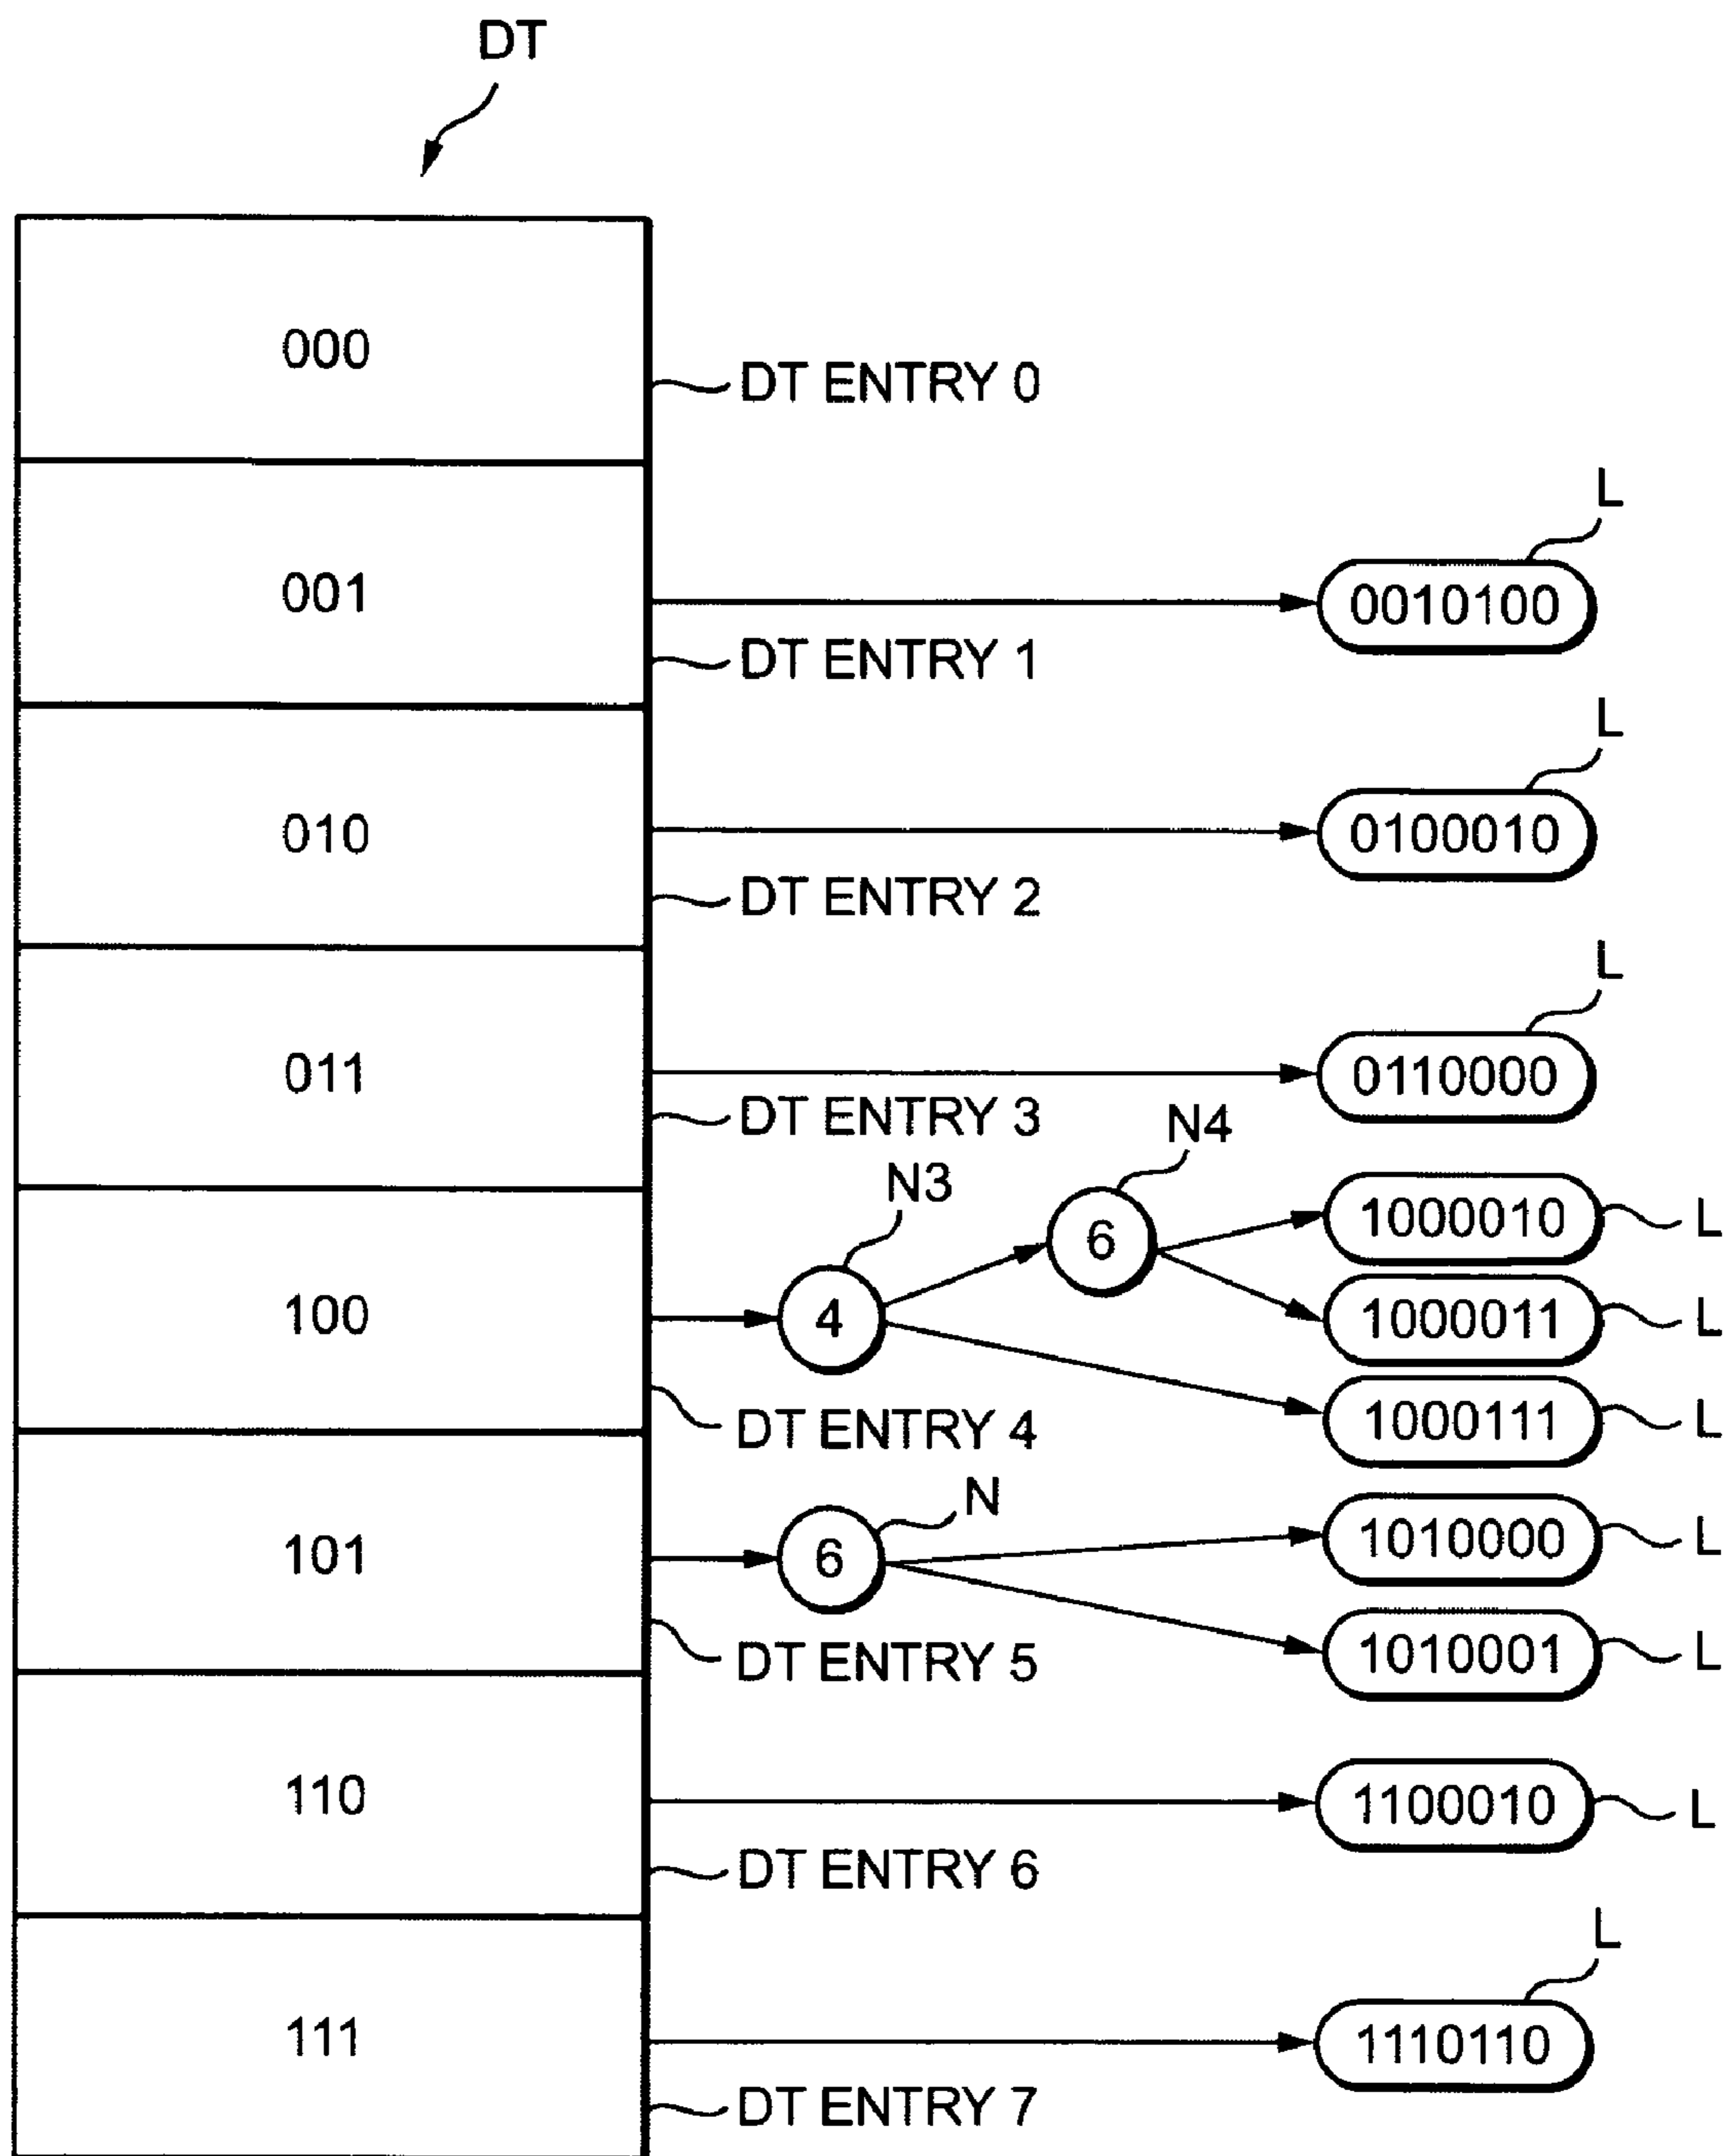 DT
000
DT ENTRY 0
L
001
0010100
DT ENTRY 1
L
010
0100010
DT ENTRY 2
L
011
0110000
DT ENTRY 3
N4
N3
1000010 L
6
100
4
1000011 L
1000111 L
DT ENTRY 4
N
1010000 L
101
6
1010001 L
DT ENTRY 5
110
1100010 L
DT ENTRY 6
L
111
1110110
DT ENTRY 7